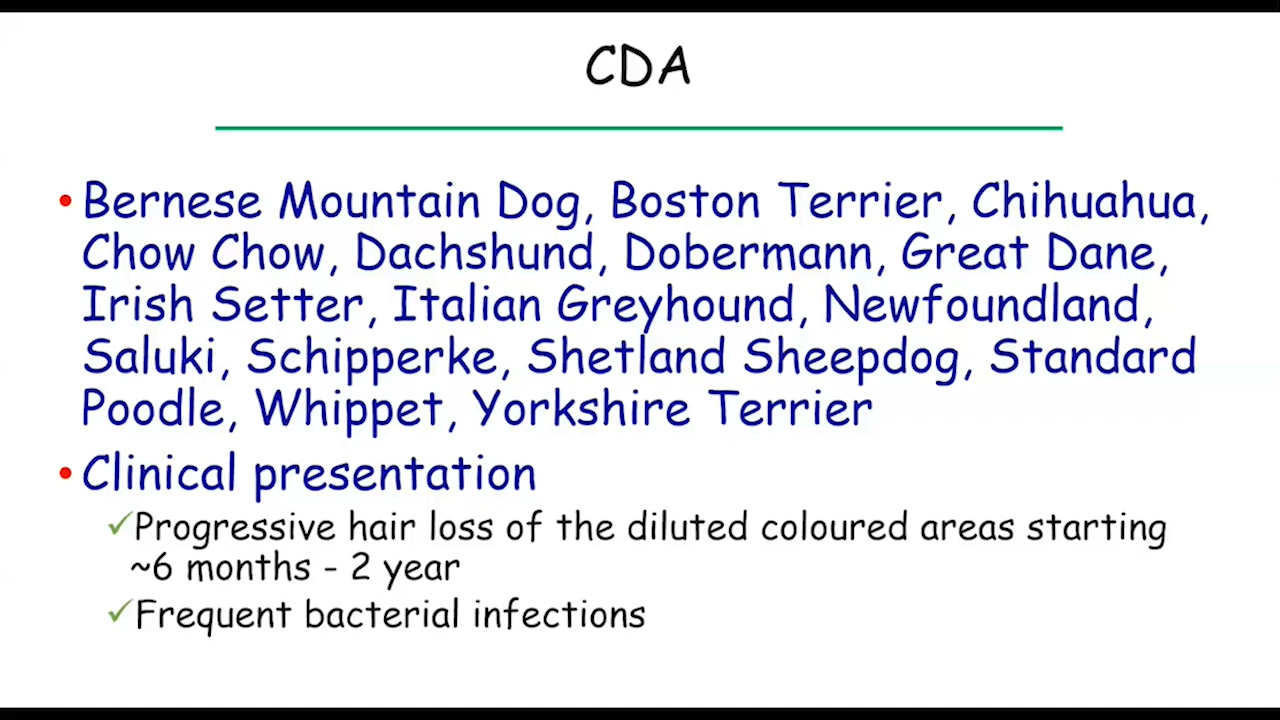 CDA
• Bernese Mountain Dog, Boston Terrier, Chihuahua,
Chow Chow, Dachshund, Dobermann, Great Dane,
Irish Setter, Italian Greyhound, Newfoundland,
Saluki, Schipperke, Shetland Sheepdog, Standard
Poodle, Whippet, Yorkshire Terrier
• Clinical presentation
✓Progressive hair loss of the diluted coloured areas starting
~6 months - 2 year
✓Frequent bacterial infections